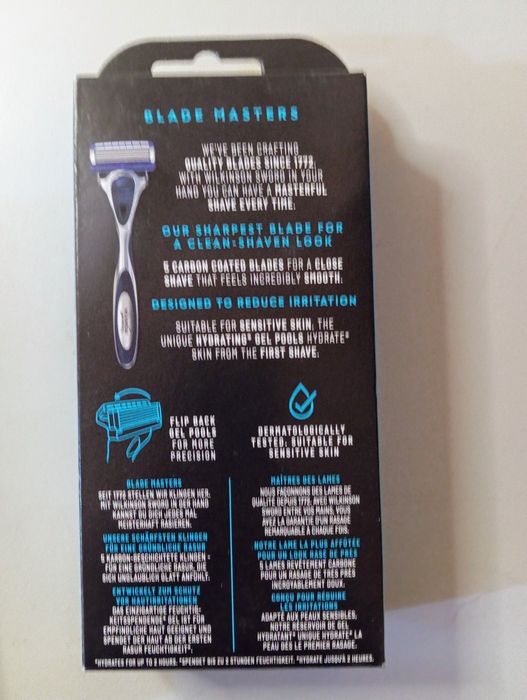 BLADE MASTERS
WE'VE BEEN CRAFTING
QUALITY BLADES SINCE 1772.
WITH WILKINSON SWORD IN YOUR
HAND YOU CAN HAVE A MASTERFUL
SHAVE EVERY TIME.
OUR SHARPEST BLADE FOR
A CLEAN-SHAVEN LOOK
5 CARBON COATED BLADES FOR A CLOSE
SHAVE THAT FEELS INCREDIBLY SMOOTH.
DESIGNED TO REDUCE IRRITATION
SUITABLE FOR SENSITIVE SKIN. THE
UNIQUE HYDRATING* GEL POOLS HYDRATE*
SKIN FROM THE FIRST SHAVE.
FLIP BACK
GEL POOLS
FOR MORE
PRECISION
DERMATOLOGICALLY
TESTED. SUITABLE FOR
SENSITIVE SKIN
BLADE MASTERS
SEIT 1772 STELLEN WIR KLINGEN HER.
MIT WILKINSON SWORD IN DER HAND
KANNST DU DICH JEDES MAL
MEISTERHAFT RASIEREN.
UNSERE SCHÄRFSTEN KLINGEN
FÜR EINE GRÜNDLICHE RASUR
5 KARBON-BESCHICHTETE KLINGEN
FÜR EINE GRÜNDLICHE RASUR, DIE
SICH UNGLAUBLICH GLATT ANFÜHLT.
ENTWICKELT ZUM SCHUTZ
VOR HAUTIRRITATIONEN
DAS EINZIGARTIGE FEUCHTIG-
KEITSSPENDENDE* GEL IST FÜR
EMPFINDLICHE HAUT GEEIGNET UND
SPENDET DER HAUT AB DER ERSTEN
RASUR FEUCHTIGKEIT*.
MAÎTRES DES LAMES
NOUS FAÇONNONS DES LAMES DE
QUALITÉ DEPUIS 1772. AVEC WILKINSON
SWORD ENTRE VOS MAINS, VOUS
AVEZ LA GARANTIE D'UN RASAGE
REMARQUABLE À CHAQUE FOIS.
NOTRE LAME LA PLUS AFFÛTÉE
POUR UN LOOK RASÉ DE PRÈS
5 LAMES REVÊTEMENT CARBONE
POUR UN RASAGE DE TRÈS PRÈS
INCROYABLEMENT DOUX.
CONÇU POUR RÉDUIRE
LES IRRITATIONS
ADAPTÉ AUX PEAUX SENSIBLES.
NOTRE RÉSERVOIR DE GEL
HYDRATANT* UNIQUE HYDRATE* LA
PEAU DÈS LE PREMIER RASAGE.
*HYDRATES FOR UP TO 2 HOURS. *SPENDET BIS ZU 2 STUNDEN FEUCHTIGKEIT. *HYDRATE JUSQU'À 2 HEURES.